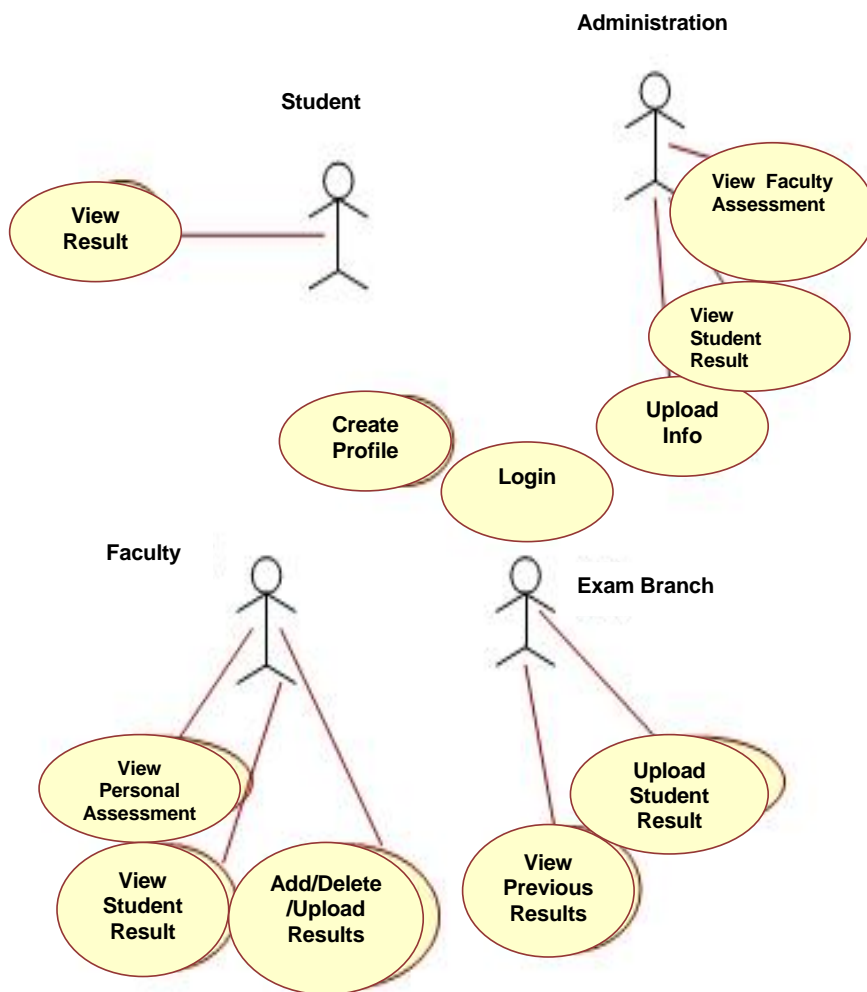 Administration
Student
View Faculty
Assessment
View
Result
View
Student
Result
Create
Profile
Upload
Info
Login
Faculty
Exam Branch
View
Personal
Assessment
Upload
Student
Result
View
Student
Result
Add/Delete
/Upload
Results
View
Previous
Results